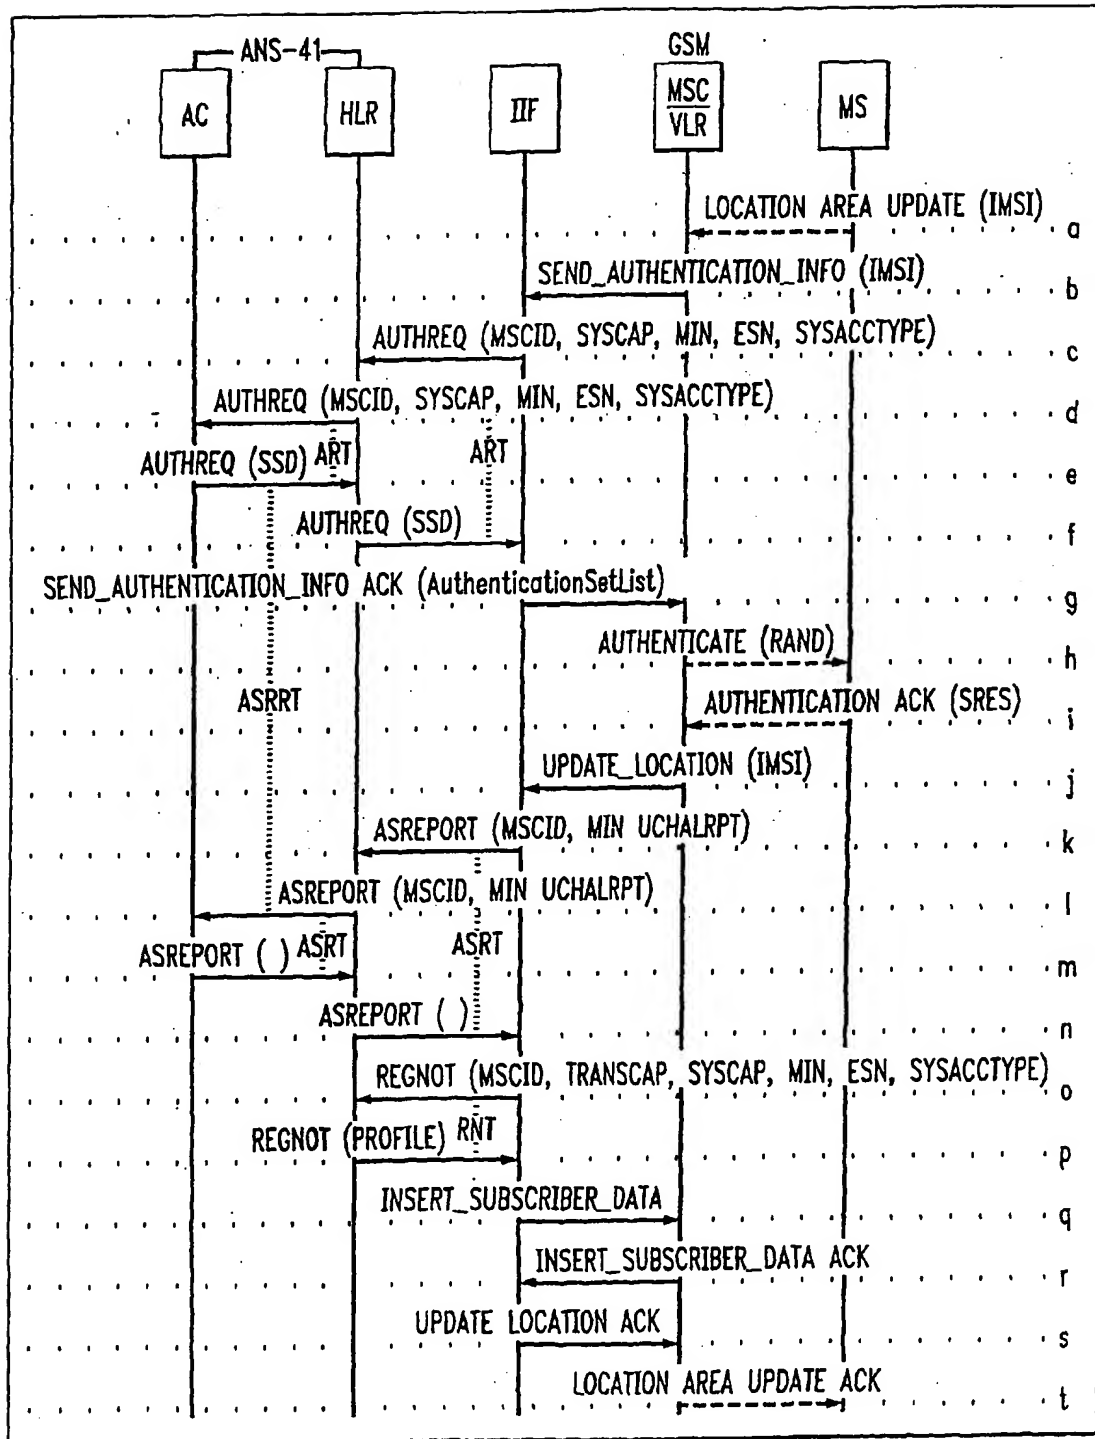 ANS-41
GSM
AC
HLR
IIF
MSC
VLR
MS
LOCATION AREA UPDATE (IMSI)
a
SEND_AUTHENTICATION_INFO (IMSI)
b
AUTHREQ (MSCID, SYSCAP, MIN, ESN, SYSACCTYPE)
c
AUTHREQ (MSCID, SYSCAP, MIN, ESN, SYSACCTYPE)
d
AUTHREQ (SSD)
ART
ART
e
AUTHREQ (SSD)
f
SEND_AUTHENTICATION_INFO ACK (AuthenticationSetList)
g
AUTHENTICATE (RAND)
h
ASRRT
AUTHENTICATION ACK (SRES)
i
UPDATE_LOCATION (IMSI)
j
ASREPORT (MSCID, MIN UCHALRPT)
k
ASREPORT (MSCID, MIN UCHALRPT)
l
ASREPORT ( )
ASRT
ASRT
m
ASREPORT ( )
n
REGNOT (MSCID, TRANSCAP, SYSCAP, MIN, ESN, SYSACCTYPE)
o
REGNOT (PROFILE)
RNT
p
INSERT_SUBSCRIBER_DATA
q
INSERT_SUBSCRIBER_DATA ACK
r
UPDATE LOCATION ACK
s
LOCATION AREA UPDATE ACK
t